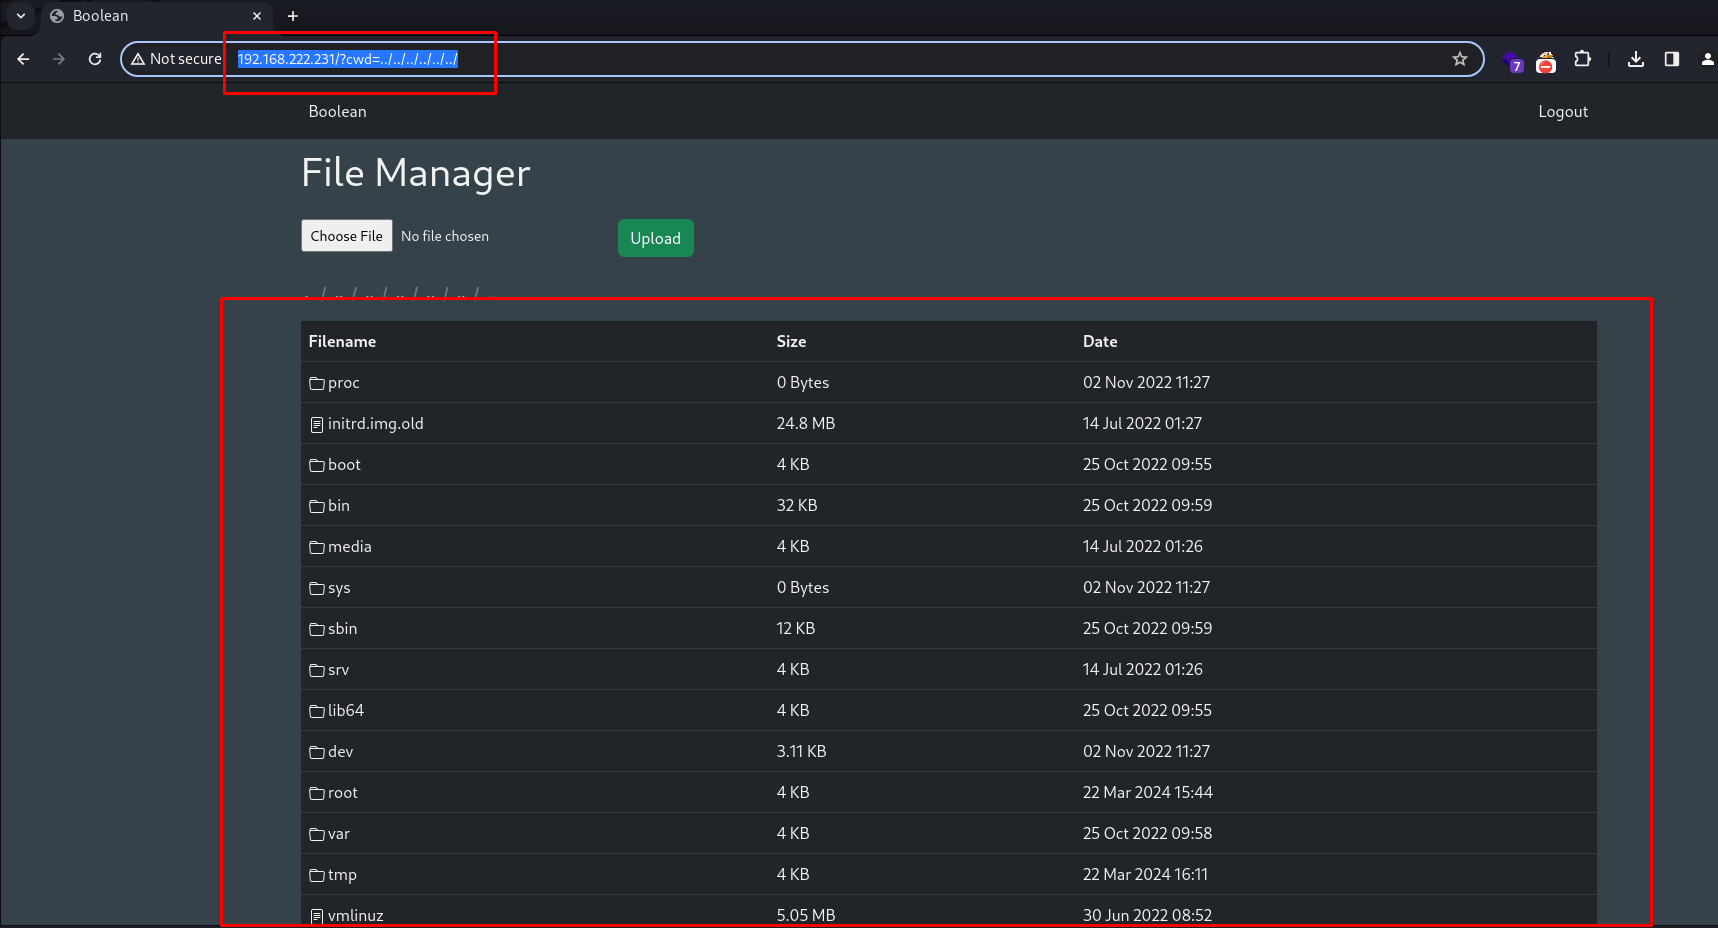 Boolean
Not secure 192.168.222.231/?cwd=../../../../../../
7
Boolean Logout
File Manager
Choose File No file chosen Upload
Filename Size Date
proc 0 Bytes 02 Nov 2022 11:27
initrd.img.old 24.8 MB 14 Jul 2022 01:27
boot 4 KB 25 Oct 2022 09:55
bin 32 KB 25 Oct 2022 09:59
media 4 KB 14 Jul 2022 01:26
sys 0 Bytes 02 Nov 2022 11:27
sbin 12 KB 25 Oct 2022 09:59
srv 4 KB 14 Jul 2022 01:26
lib64 4 KB 25 Oct 2022 09:55
dev 3.11 KB 02 Nov 2022 11:27
root 4 KB 22 Mar 2024 15:44
var 4 KB 25 Oct 2022 09:58
tmp 4 KB 22 Mar 2024 16:11
vmlinuz 5.05 MB 30 Jun 2022 08:52